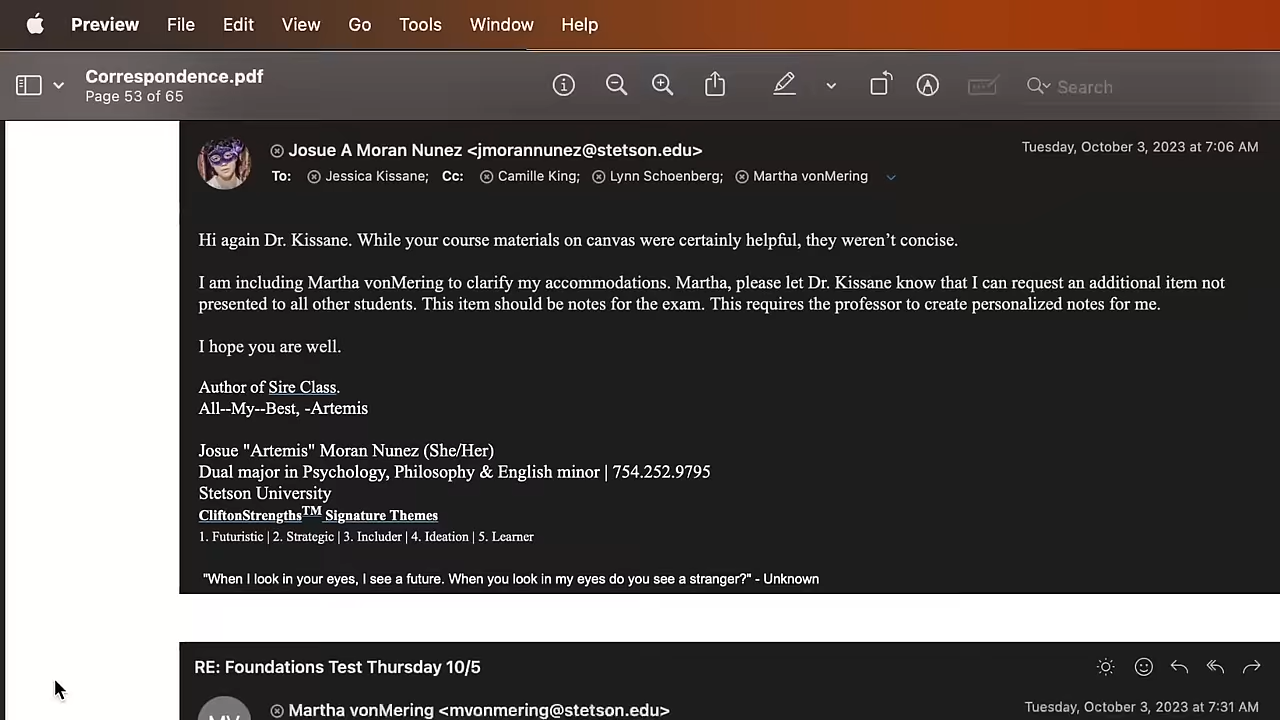 Preview File Edit View Go Tools Window Help
Correspondence.pdf
Page 53 of 65
Search
Josue A Moran Nunez <jmorannunez@stetson.edu>
Tuesday, October 3, 2023 at 7:06 AM
To: Jessica Kissane; Cc: Camille King; Lynn Schoenberg; Martha vonMering
Hi again Dr. Kissane. While your course materials on canvas were certainly helpful, they weren’t concise.
I am including Martha vonMering to clarify my accommodations. Martha, please let Dr. Kissane know that I can request an additional item not
presented to all other students. This item should be notes for the exam. This requires the professor to create personalized notes for me.
I hope you are well.
Author of Sire Class.
All--My--Best, -Artemis
Josue "Artemis" Moran Nunez (She/Her)
Dual major in Psychology, Philosophy & English minor | 754.252.9795
Stetson University
CliftonStrengthsTM Signature Themes
1. Futuristic | 2. Strategic | 3. Includer | 4. Ideation | 5. Learner
"When I look in your eyes, I see a future. When you look in my eyes do you see a stranger?" - Unknown
RE: Foundations Test Thursday 10/5
MV
Martha vonMering <mvonmering@stetson.edu>
Tuesday, October 3, 2023 at 7:31 AM